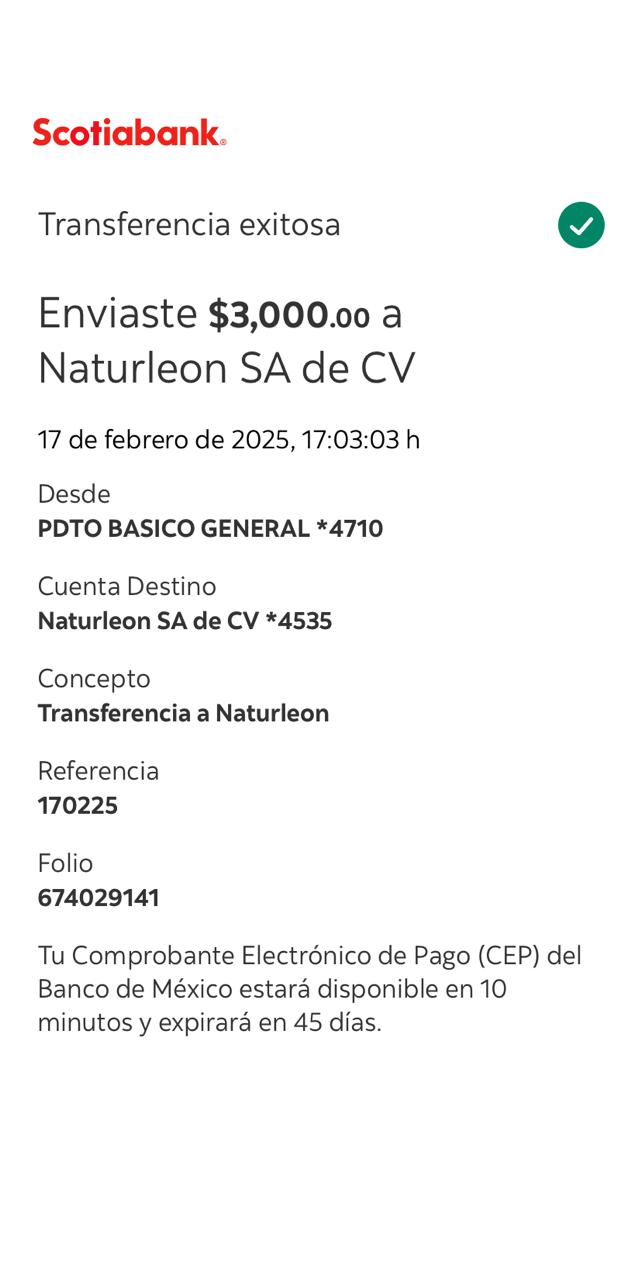 Scotiabank®
Transferencia exitosa
Enviaste $3,000.00 a
Naturleon SA de CV
17 de febrero de 2025, 17:03:03 h
Desde
PDTO BASICO GENERAL *4710
Cuenta Destino
Naturleon SA de CV *4535
Concepto
Transferencia a Naturleon
Referencia
170225
Folio
674029141
Tu Comprobante Electrónico de Pago (CEP) del
Banco de México estará disponible en 10
minutos y expirará en 45 días.